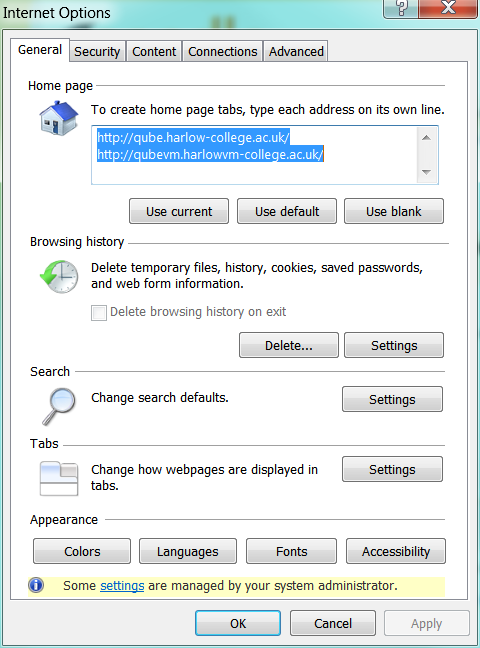 Internet Options
General Security Content Connections Advanced
Home page
To create home page tabs, type each address on its own line.
http://qube.harlow-college.ac.uk/
http://qubevm.harlowvm-college.ac.uk/
Use current Use default Use blank
Browsing history
Delete temporary files, history, cookies, saved passwords,
and web form information.
Delete browsing history on exit
Delete... Settings
Search
Change search defaults. Settings
Tabs
Change how webpages are displayed in Settings
tabs.
Appearance
Colors Languages Fonts Accessibility
Some settings are managed by your system administrator.
OK Cancel Apply